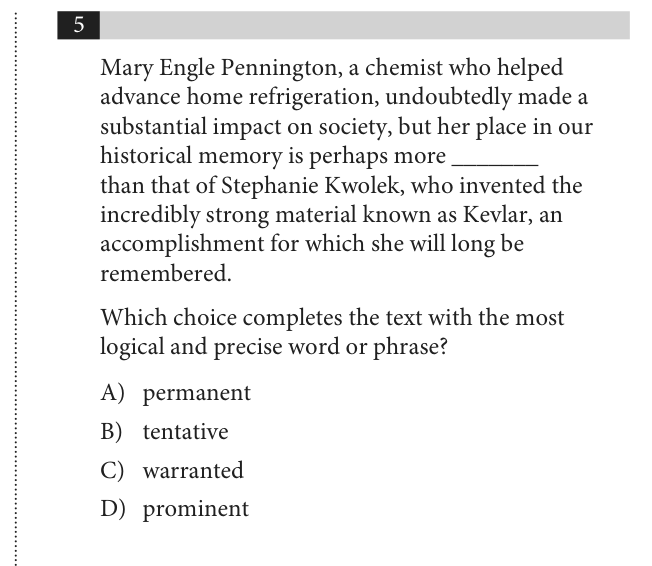 5
Mary Engle Pennington, a chemist who helped
advance home refrigeration, undoubtedly made a
substantial impact on society, but her place in our
historical memory is perhaps more _______
than that of Stephanie Kwolek, who invented the
incredibly strong material known as Kevlar, an
accomplishment for which she will long be
remembered.
Which choice completes the text with the most
logical and precise word or phrase?
A) permanent
B) tentative
C) warranted
D) prominent